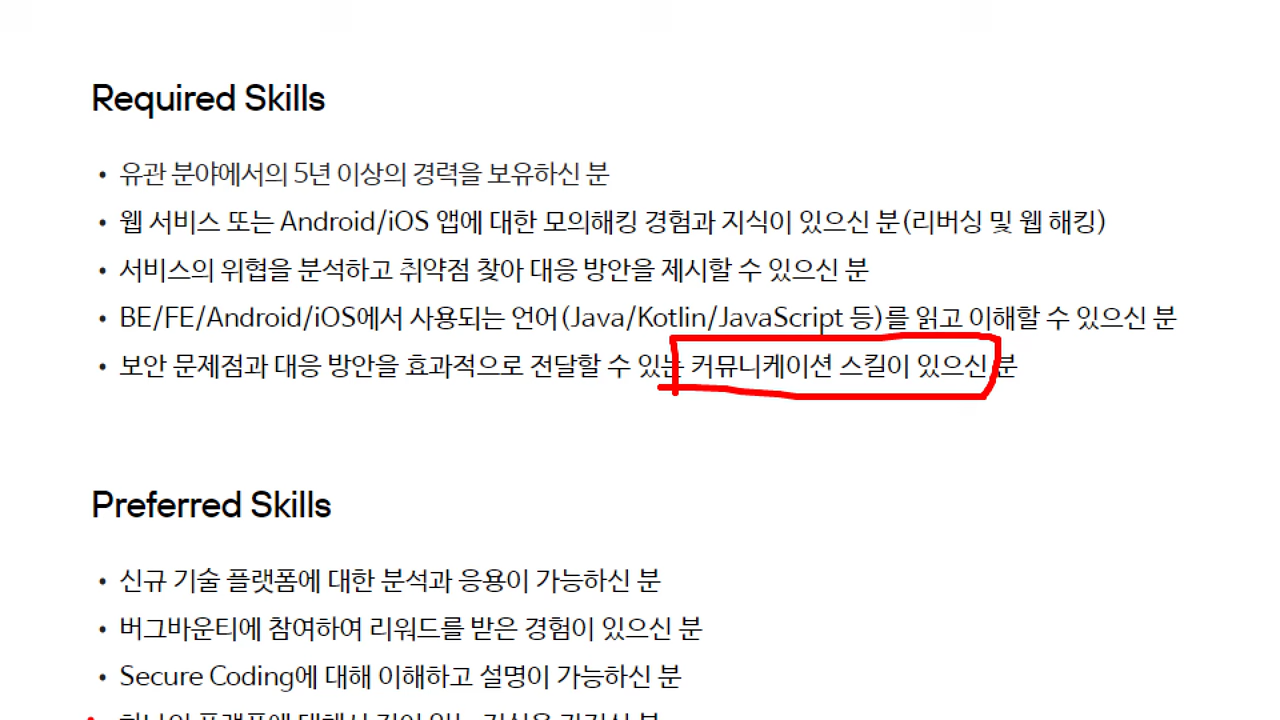 Required Skills
• 유관 분야에서의 5년 이상의 경력을 보유하신 분
• 웹 서비스 또는 Android/iOS 앱에 대한 모의해킹 경험과 지식이 있으신 분(리버싱 및 웹 해킹)
• 서비스의 위협을 분석하고 취약점 찾아 대응 방안을 제시할 수 있으신 분
• BE/FE/Android/iOS에서 사용되는 언어(Java/Kotlin/JavaScript 등)를 읽고 이해할 수 있으신 분
• 보안 문제점과 대응 방안을 효과적으로 전달할 수 있는 커뮤니케이션 스킬이 있으신 분
Preferred Skills
• 신규 기술 플랫폼에 대한 분석과 응용이 가능하신 분
• 버그바운티에 참여하여 리워드를 받은 경험이 있으신 분
• Secure Coding에 대해 이해하고 설명이 가능하신 분